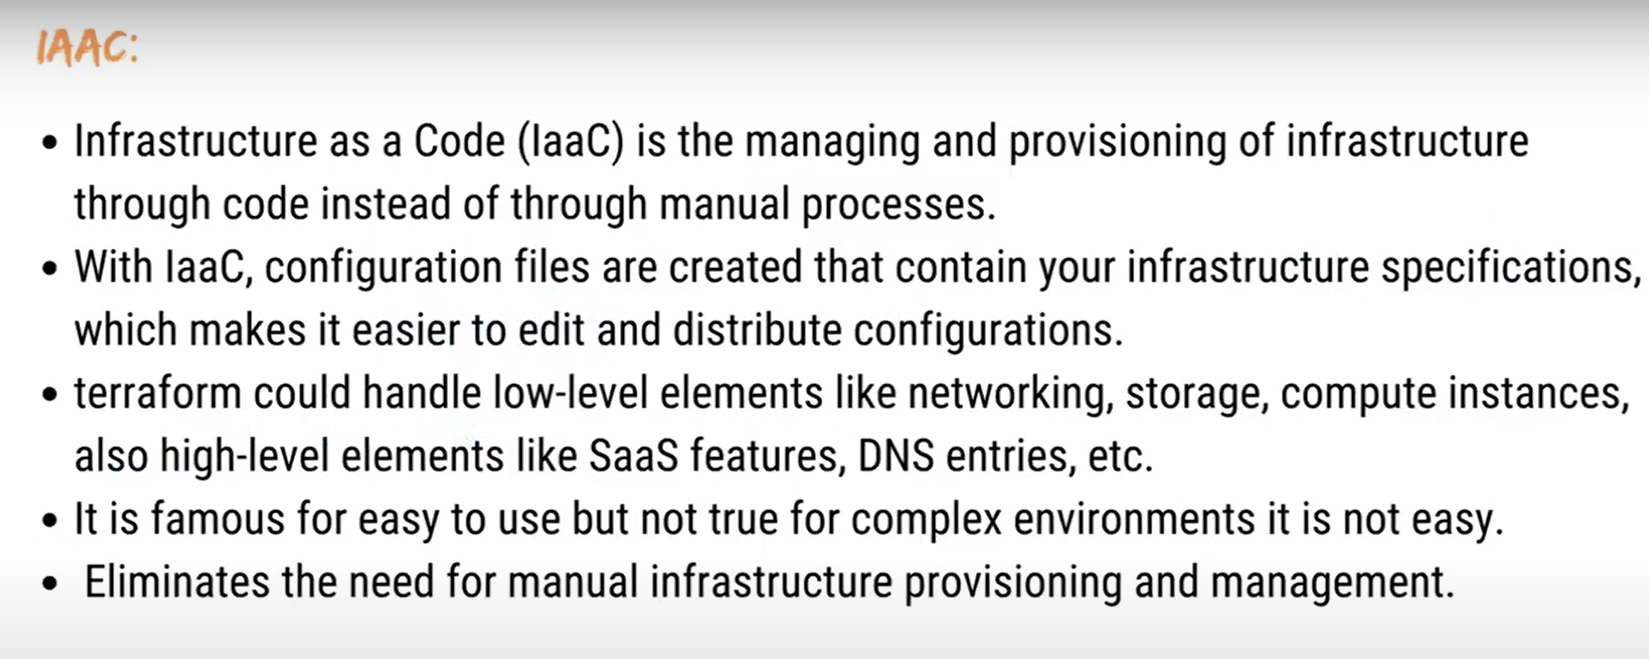 IAAC:
• Infrastructure as a Code (IaaC) is the managing and provisioning of infrastructure
through code instead of through manual processes.
• With IaaC, configuration files are created that contain your infrastructure specifications,
which makes it easier to edit and distribute configurations.
• terraform could handle low-level elements like networking, storage, compute instances,
also high-level elements like SaaS features, DNS entries, etc.
• It is famous for easy to use but not true for complex environments it is not easy.
• Eliminates the need for manual infrastructure provisioning and management.